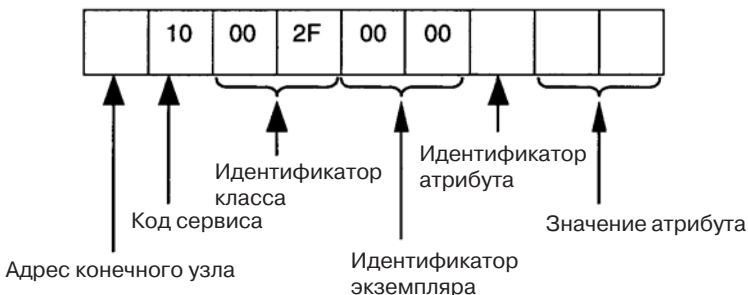 10 00 2F 00 00
Идентификатор
класса
Идентификатор
атрибута
Код сервиса
Значение атрибута
Адрес конечного узла
Идентификатор
экземпляра